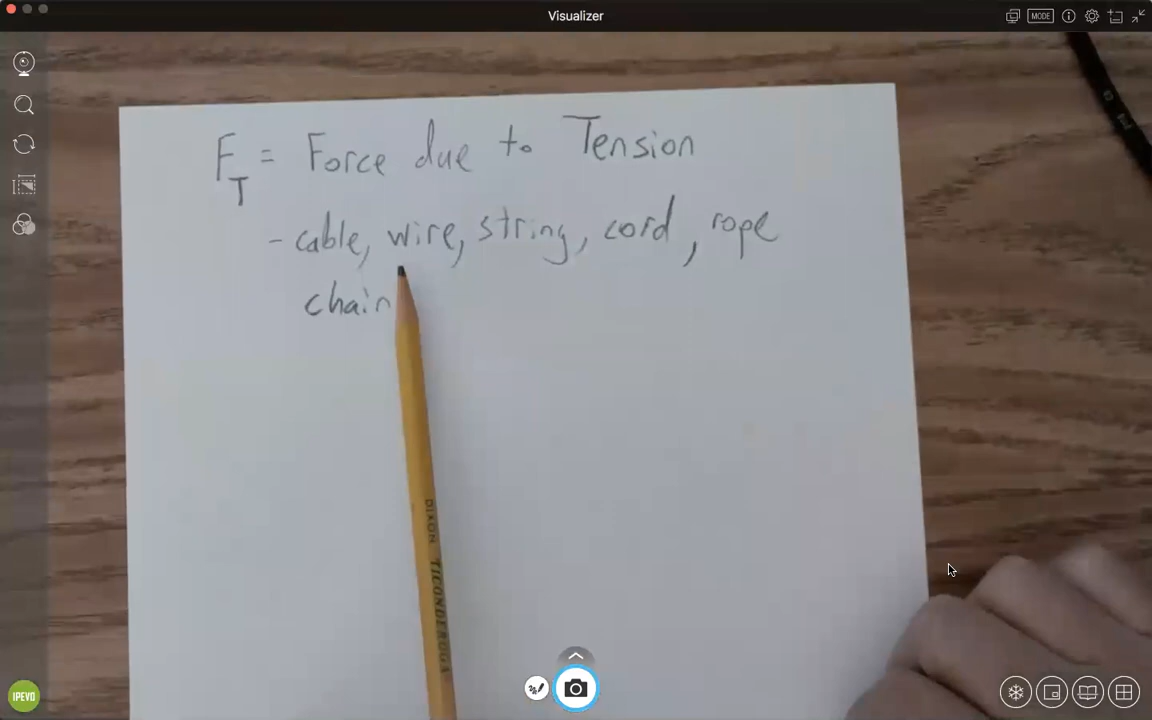 Visualizer
MODE
F_T = Force due to Tension
- cable, wire, string, cord, rope
chain
DIXON TICONDEROGA
IPEVO